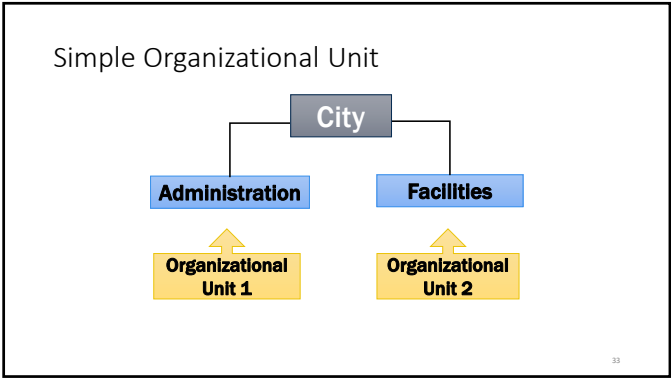 Simple Organizational Unit
City
Administration
Facilities
Organizational
Unit 1
Organizational
Unit 2
33